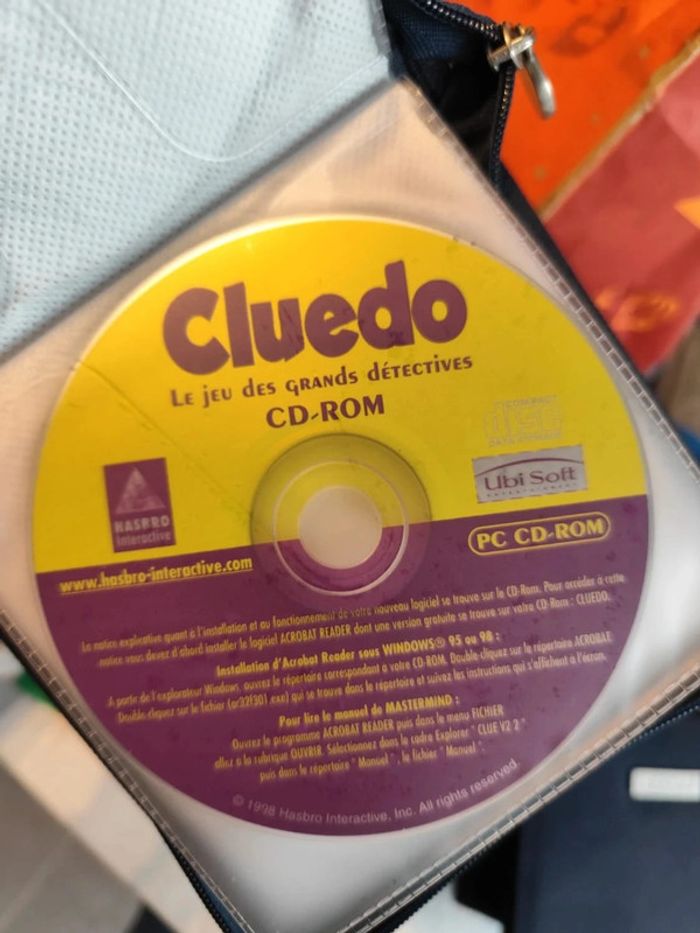 Cluedo
Le jeu des grands détectives
CD-ROM
COMPACT
disc
DATA STORAGE
HASBRO
Interactive
Ubi Soft
ENTERTAINMENT
PC CD-ROM
www.hasbro-interactive.com
La notice explicative quant à l'installation et au fonctionnement de votre nouveau logiciel se trouve sur le CD-Rom. Pour accéder à cette
notice vous devez d'abord installer le logiciel ACROBAT READER dont une version gratuite se trouve sur votre CD-Rom : CLUEDO.
Installation d'Acrobat Reader sous WINDOWS® 95 ou 98 :
A partir de l'explorateur Windows, ouvrez le répertoire correspondant à votre CD-ROM. Double-cliquez sur le répertoire ACROBAT.
Double-cliquez sur le fichier (ar32F301.exe) qui se trouve dans le répertoire et suivez les instructions qui s'affichent à l'écran.
Pour lire le manuel de MASTERMIND :
Ouvrez le programme ACROBAT READER puis dans le menu FICHIER
allez à la rubrique OUVRIR. Sélectionnez dans le cadre Explorer "CLUE V2 2"
puis dans le répertoire "Manuel", le fichier "Manuel".
© 1998 Hasbro Interactive, Inc. All rights reserved.